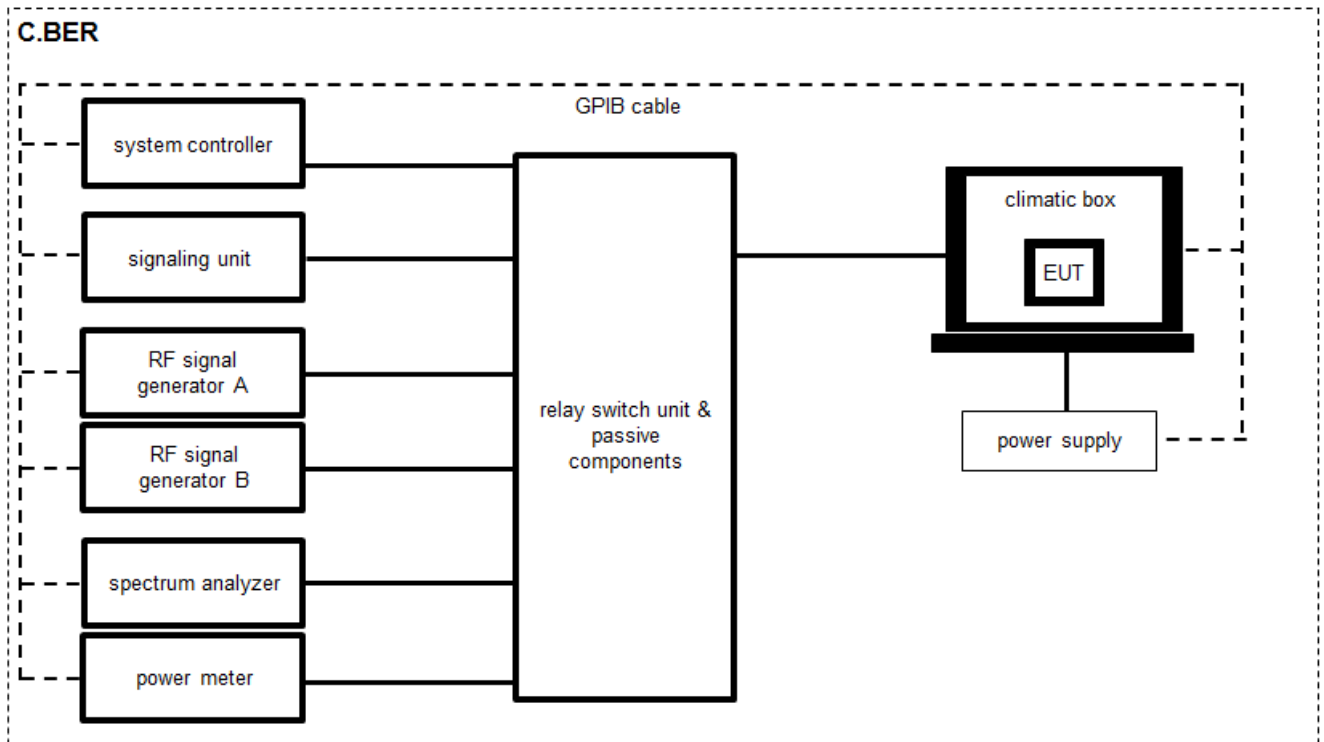 C.BER
GPIB cable
system controller
signaling unit
RF signal
generator A
RF signal
generator B
spectrum analyzer
power meter
relay switch unit &
passive
components
climatic box
EUT
power supply